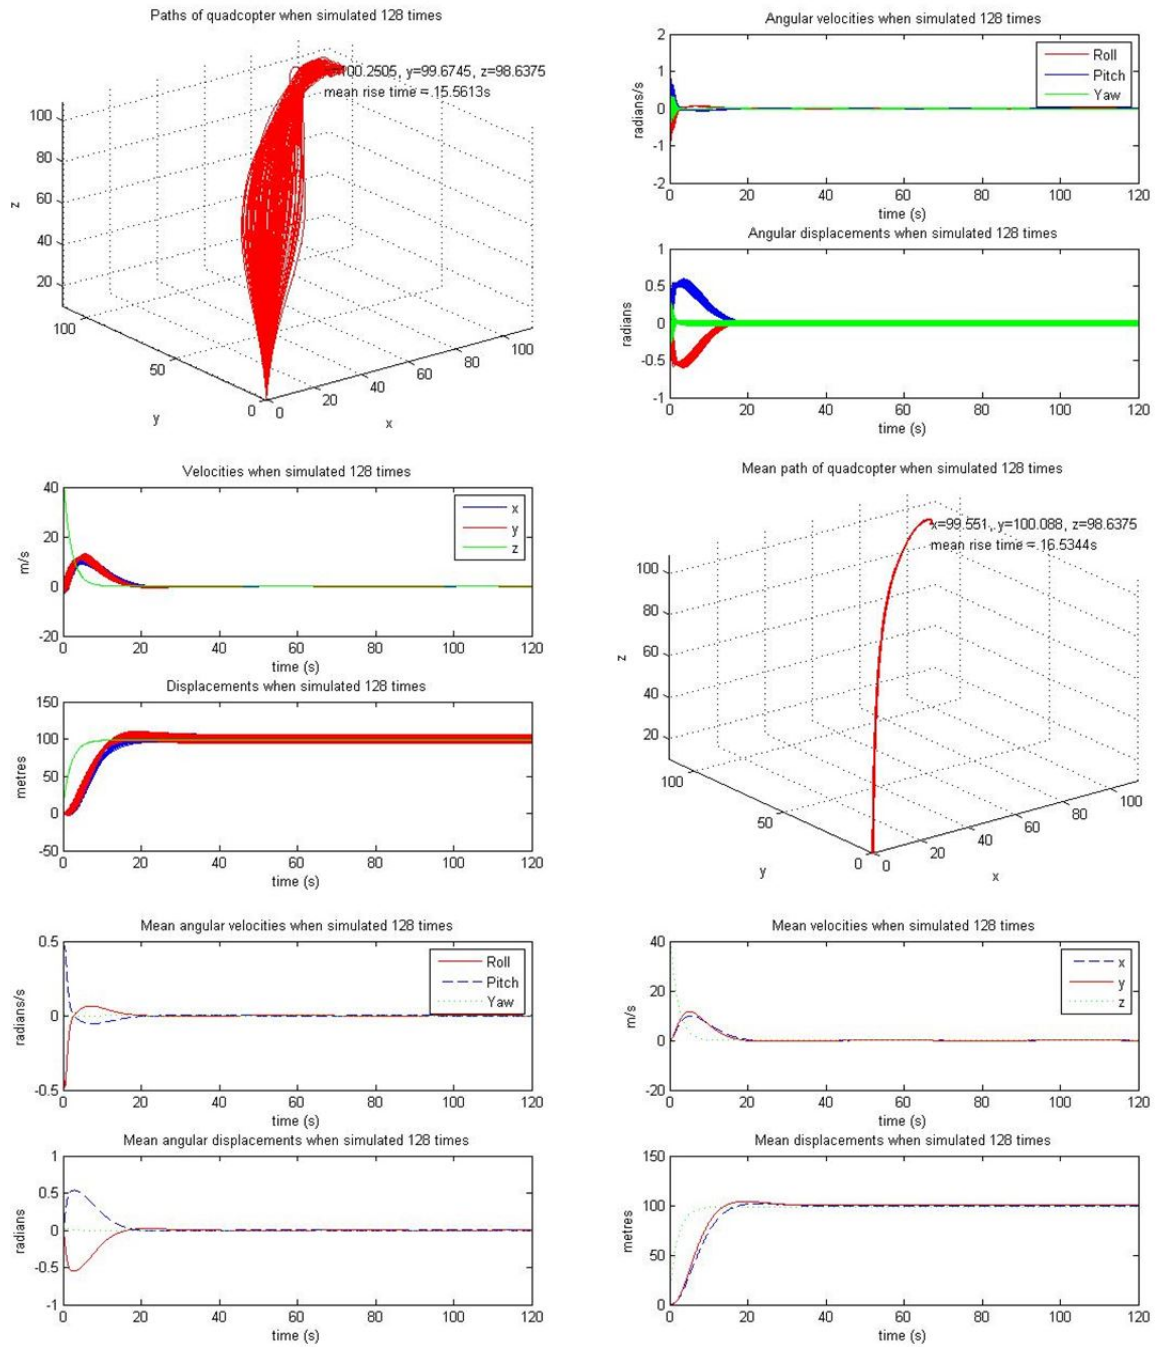 Paths of quadcopter when simulated 128 times
=100.2505, y=99.6745, z=98.6375
mean rise time = 15.5613s
100
80
60
40
20
z
100
50
0
y
0
20
40
60
80
100
x
Angular velocities when simulated 128 times
Roll
Pitch
Yaw
2
1
0
-1
-2
radians/s
0 20 40 60 80 100 120
time (s)
Angular displacements when simulated 128 times
1
0.5
0
-0.5
-1
radians
0 20 40 60 80 100 120
time (s)
Velocities when simulated 128 times
x
y
z
40
20
0
-20
m/s
0 20 40 60 80 100 120
time (s)
Displacements when simulated 128 times
150
100
50
0
-50
metres
0 20 40 60 80 100 120
time (s)
Mean path of quadcopter when simulated 128 times
x=99.551, y=100.088, z=98.6375
mean rise time = 16.5344s
100
80
60
40
20
z
100
50
0
y
0
20
40
60
80
100
x
Mean angular velocities when simulated 128 times
Roll
Pitch
Yaw
0.5
0
-0.5
radians/s
0 20 40 60 80 100 120
time (s)
Mean angular displacements when simulated 128 times
1
0.5
0
-0.5
-1
radians
0 20 40 60 80 100 120
time (s)
Mean velocities when simulated 128 times
x
y
z
40
20
0
-20
m/s
0 20 40 60 80 100 120
time (s)
Mean displacements when simulated 128 times
150
100
50
0
metres
0 20 40 60 80 100 120
time (s)